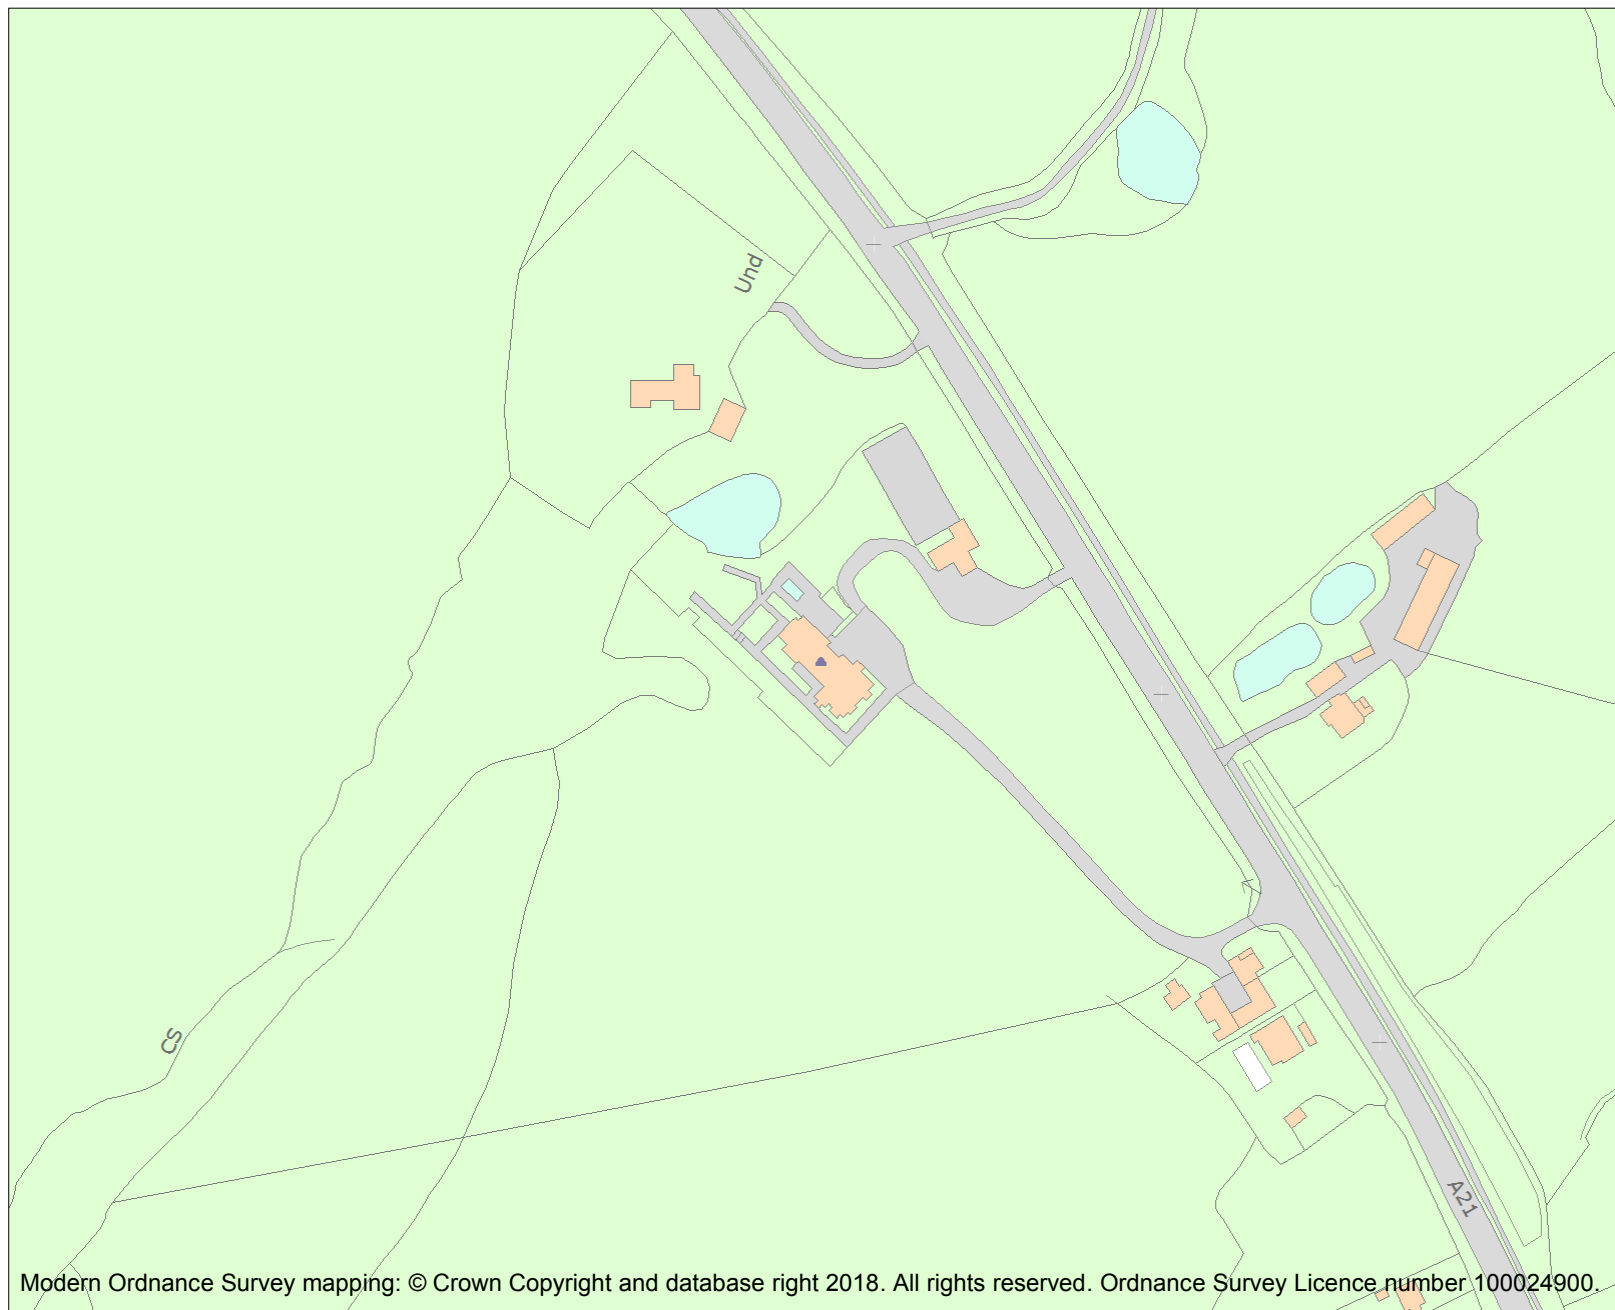 Und
CS
A21
Modern Ordnance Survey mapping: © Crown Copyright and database right 2018. All rights reserved. Ordnance Survey Licence number 100024900.